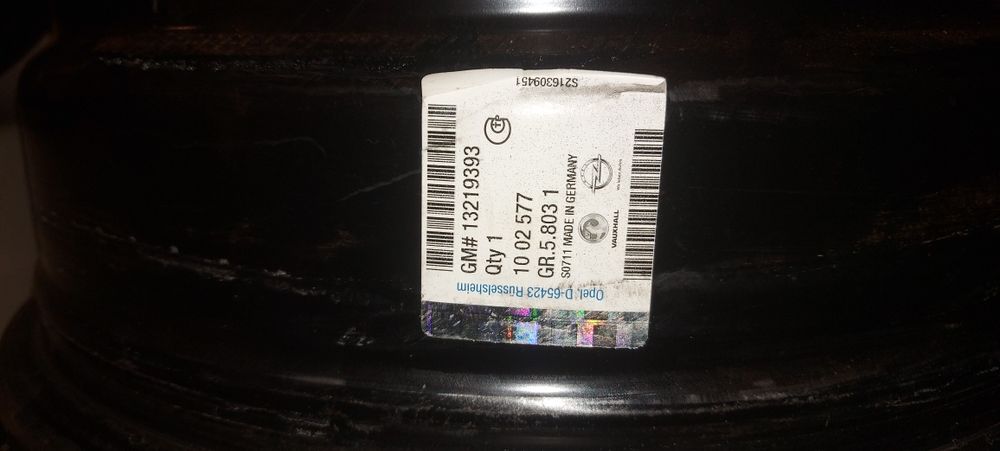 S216309451
GM# 13219393
Qty 1
10 02 577
GR.5.803 1
S0711 MADE IN GERMANY
VAUXHALL
Opel, D-65423 Rüsselsheim